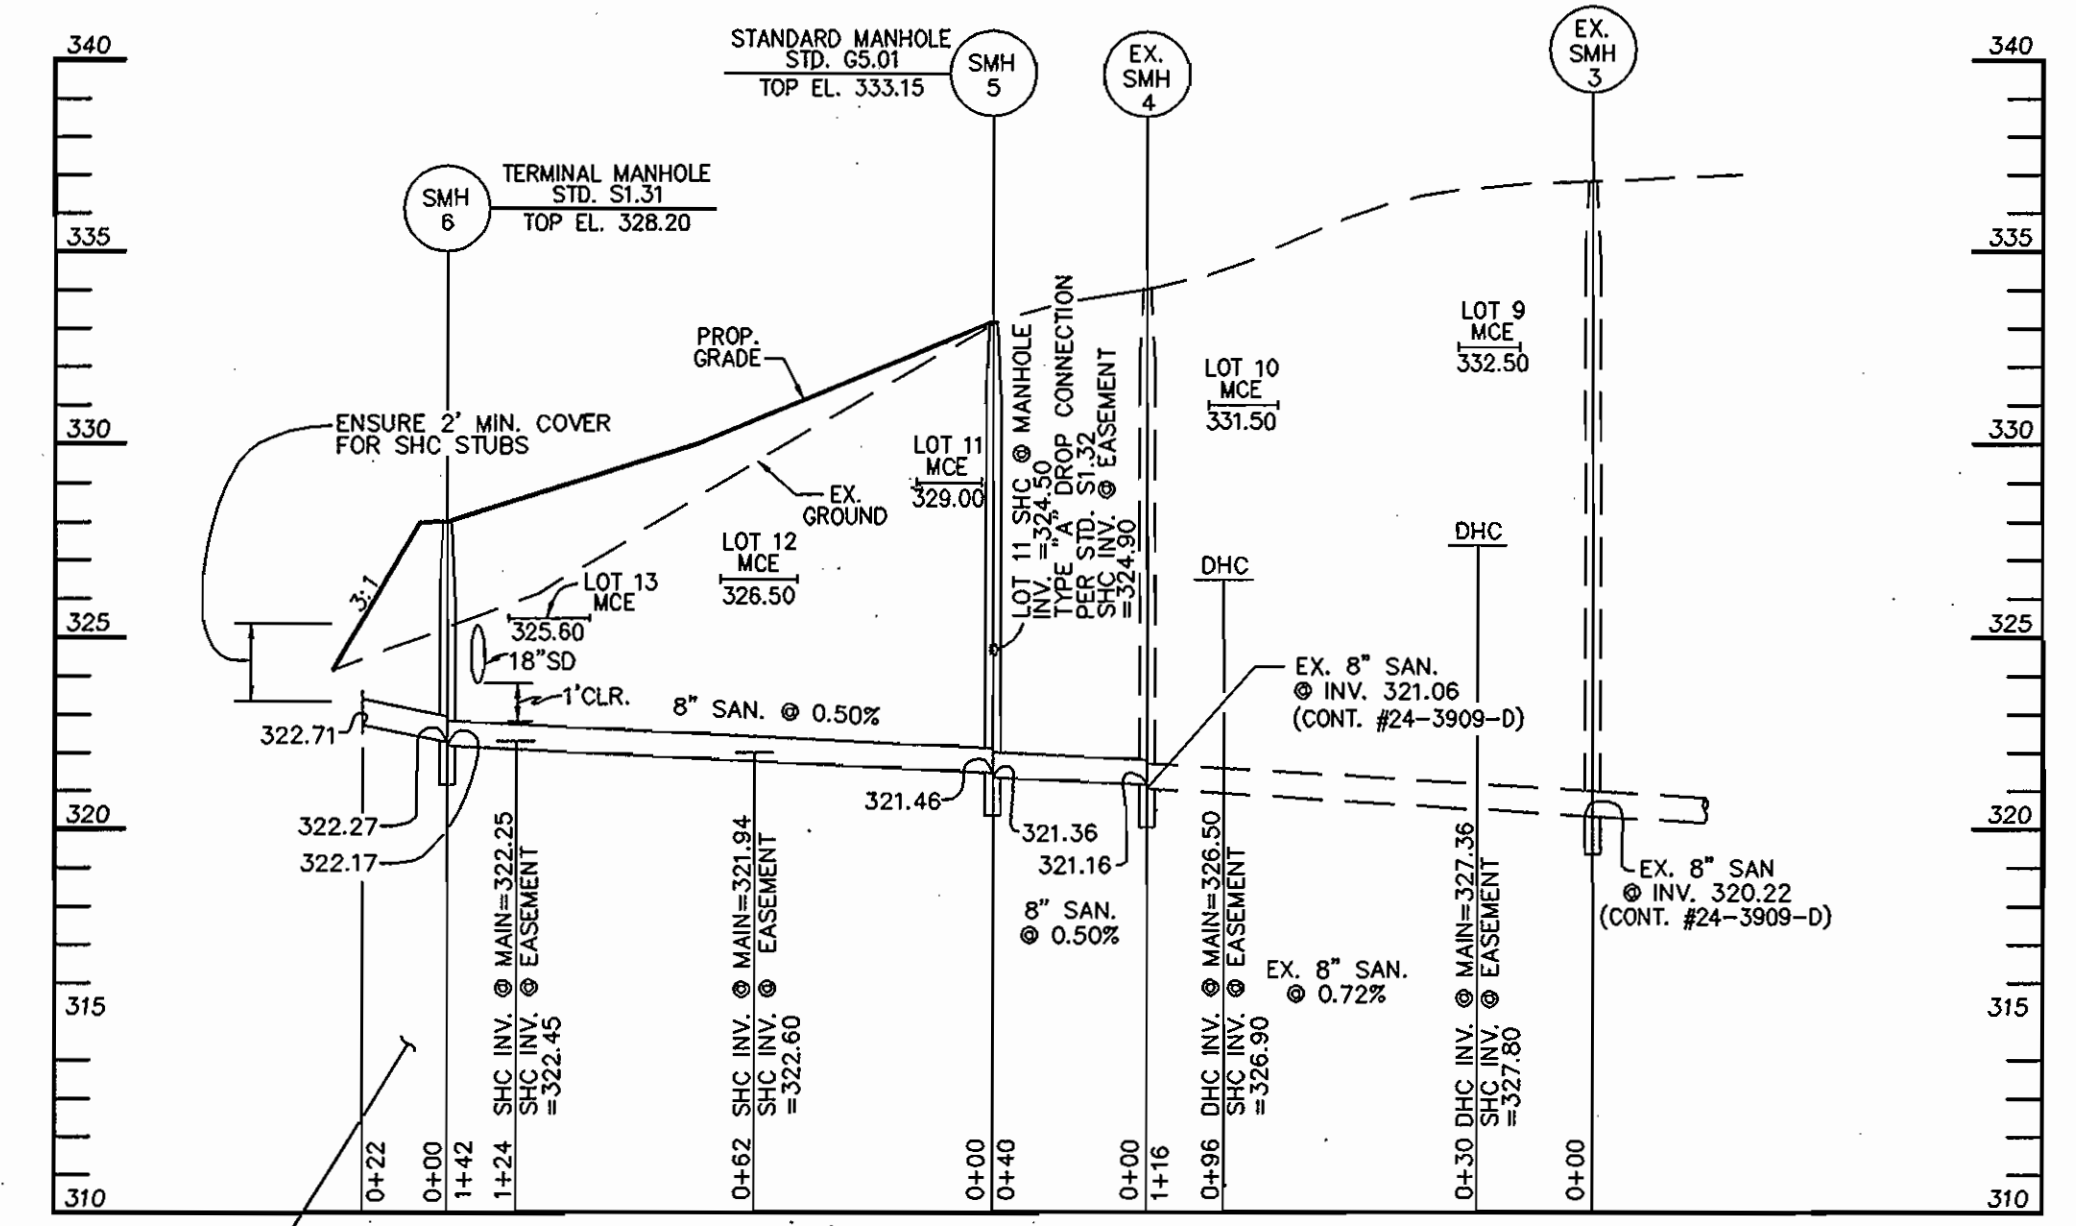 340
335
330
325
320
315
310
STANDARD MANHOLE
STD. G5.01
TOP EL. 333.15
SMH
5
EX.
SMH
4
EX.
SMH
3
340
335
330
325
320
315
310
SMH
6
TERMINAL MANHOLE
STD. S1.31
TOP EL. 328.20
PROP.
GRADE
ENSURE 2' MIN. COVER
FOR SHC STUBS
3:1
EX.
GROUND
LOT 13
MCE
325.60
18"SD
1'CLR.
LOT 12
MCE
326.50
LOT 11
MCE
329.00
LOT 11 SHC @ MANHOLE
INV. =324.50
TYPE "A" DROP CONNECTION
PER STD. S1.32
SHC INV. @ EASEMENT
=324.90
LOT 10
MCE
331.50
LOT 9
MCE
332.50
DHC
DHC
EX. 8" SAN.
@ INV. 321.06
(CONT. #24-3909-D)
8" SAN. @ 0.50%
322.71
322.27
322.17
321.46
321.36
321.16
8" SAN.
@ 0.50%
EX. 8" SAN
@ INV. 320.22
(CONT. #24-3909-D)
EX. 8" SAN.
@ 0.72%
0+22
0+00
1+42
1+24 SHC INV. @ MAIN=322.25
SHC INV. @ EASEMENT
=322.45
0+62 SHC INV. @ MAIN=321.94
SHC INV. @ EASEMENT
=322.60
0+00
0+40
0+00
1+16
0+96 DHC INV. @ MAIN=326.50
SHC INV. @ EASEMENT
=326.90
0+30 DHC INV. @ MAIN=327.36
SHC INV. @ EASEMENT
=327.80
0+00